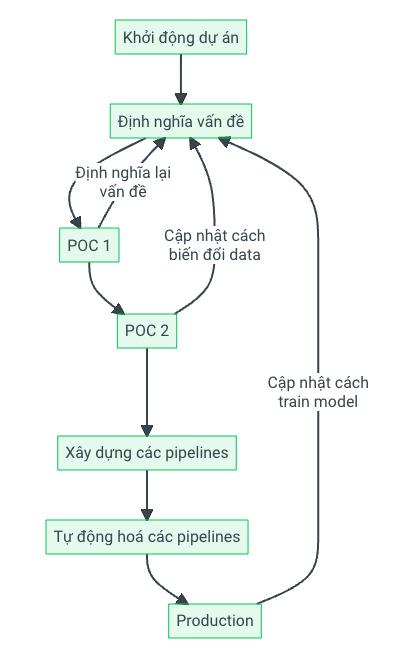 Khởi động dự án
Định nghĩa vấn đề
Định nghĩa lại
vấn đề
Cập nhật cách
biến đổi data
POC 1
POC 2
Cập nhật cách
train model
Xây dựng các pipelines
Tự động hoá các pipelines
Production